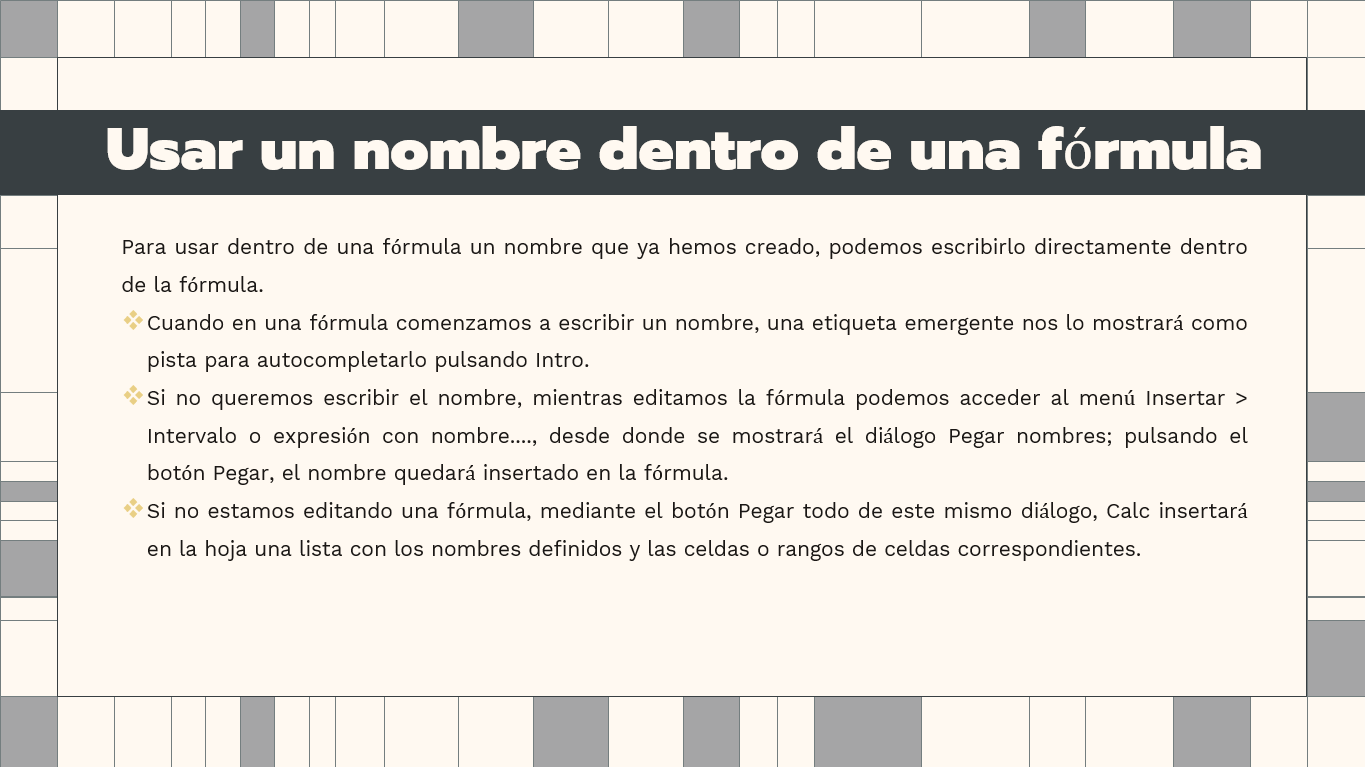 Usar un nombre dentro de una fórmula
Para usar dentro de una fórmula un nombre que ya hemos creado, podemos escribirlo directamente dentro
de la fórmula.
❖Cuando en una fórmula comenzamos a escribir un nombre, una etiqueta emergente nos lo mostrará como
pista para autocompletarlo pulsando Intro.
❖Si no queremos escribir el nombre, mientras editamos la fórmula podemos acceder al menú Insertar >
Intervalo o expresión con nombre...., desde donde se mostrará el diálogo Pegar nombres; pulsando el
botón Pegar, el nombre quedará insertado en la fórmula.
❖Si no estamos editando una fórmula, mediante el botón Pegar todo de este mismo diálogo, Calc insertará
en la hoja una lista con los nombres definidos y las celdas o rangos de celdas correspondientes.